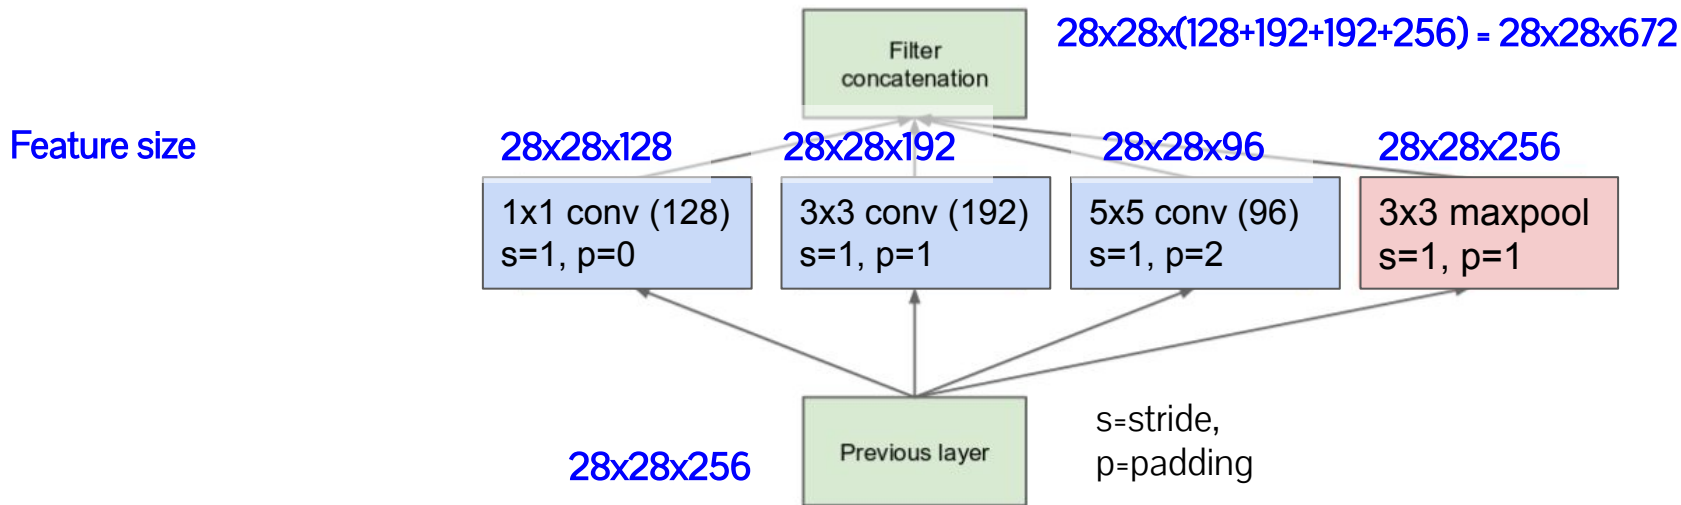 Filter
concatenation
28x28x(128+192+192+256) = 28x28x672
Feature size
28x28x128
28x28x192
28x28x96
28x28x256
1x1 conv (128)
s=1, p=0
3x3 conv (192)
s=1, p=1
5x5 conv (96)
s=1, p=2
3x3 maxpool
s=1, p=1
28x28x256
Previous layer
s=stride,
p=padding